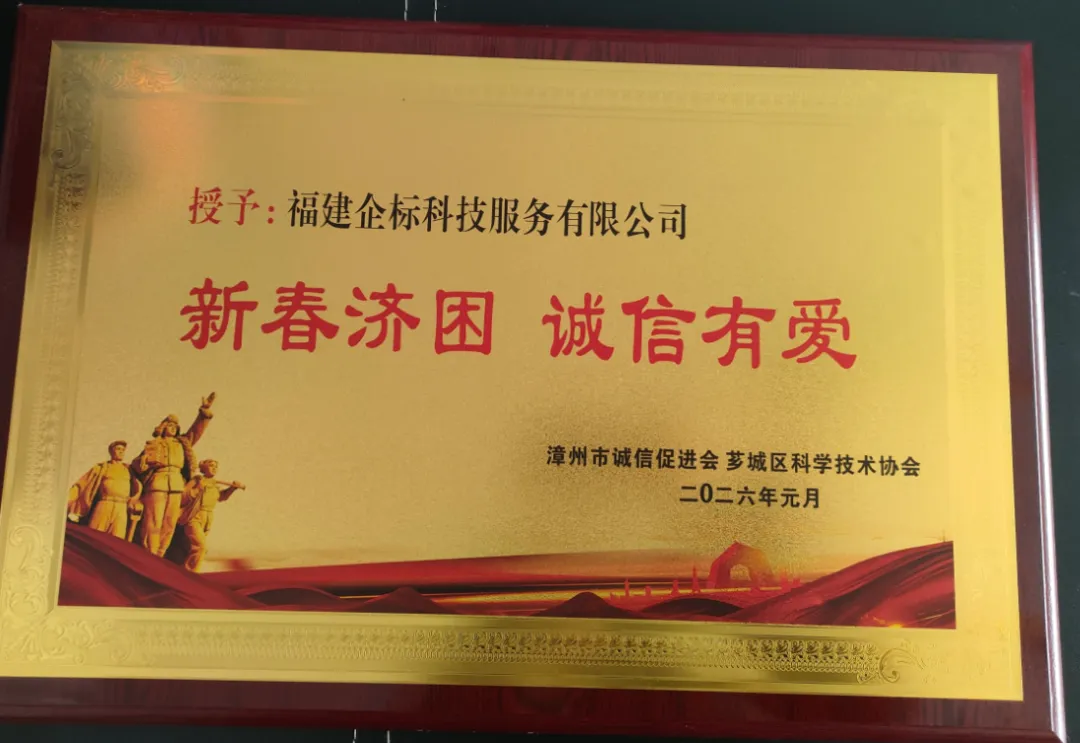 授予：福建企标科技服务有限公司
新春济困 诚信有爱
漳州市诚信促进会 芗城区科学技术协会
二0二六年元月